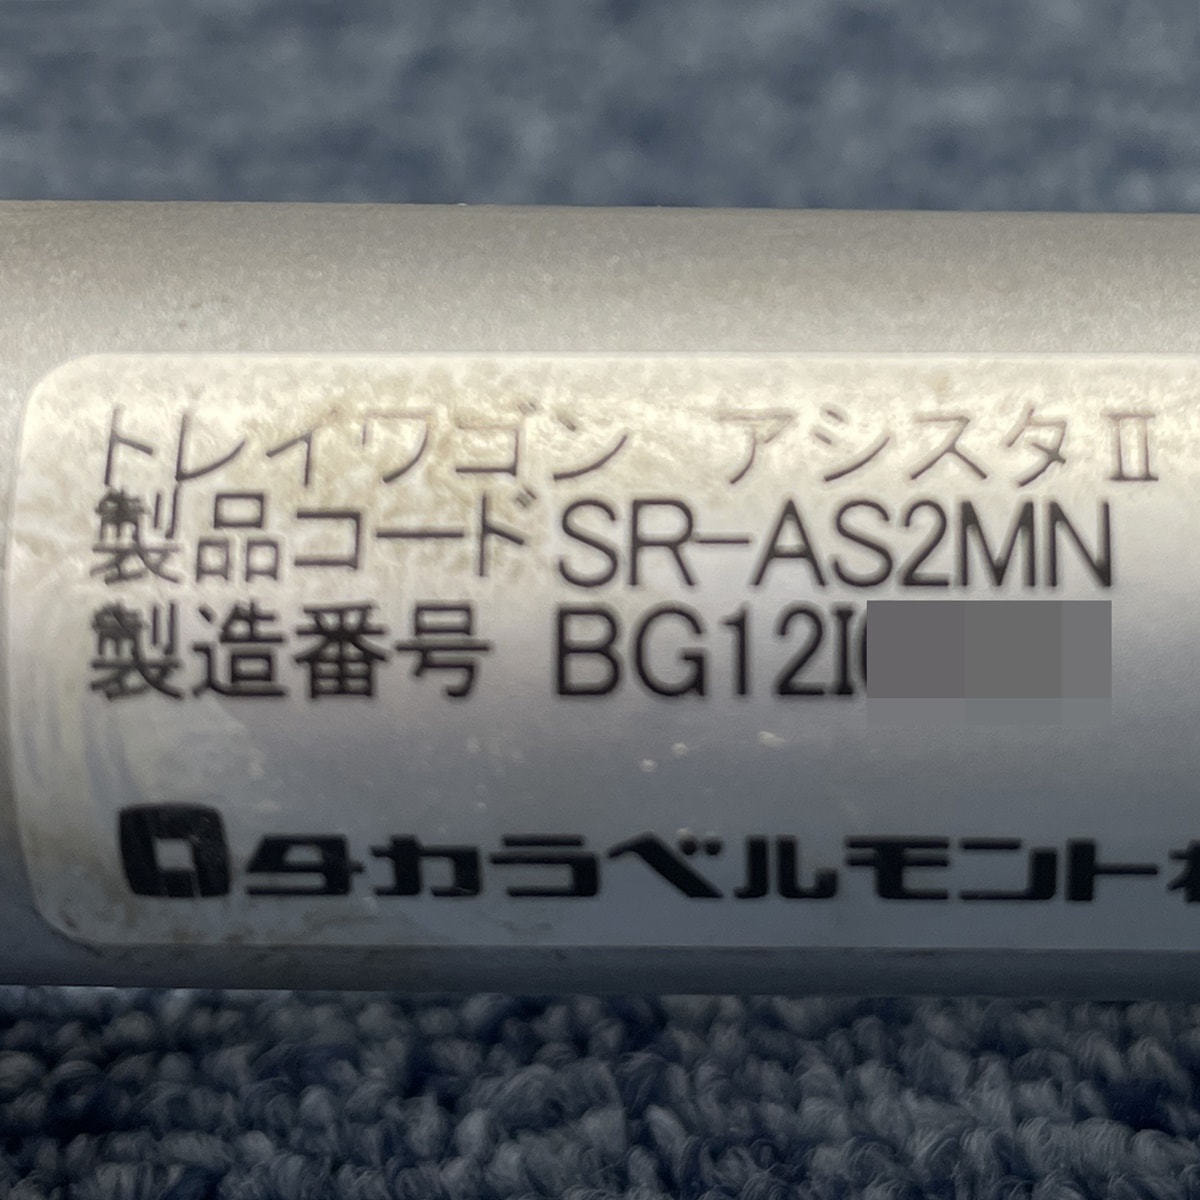 トレイワゴン アシスタⅡ
製品コード SR-AS2MN
製造番号 BG12I
タカラベルモント